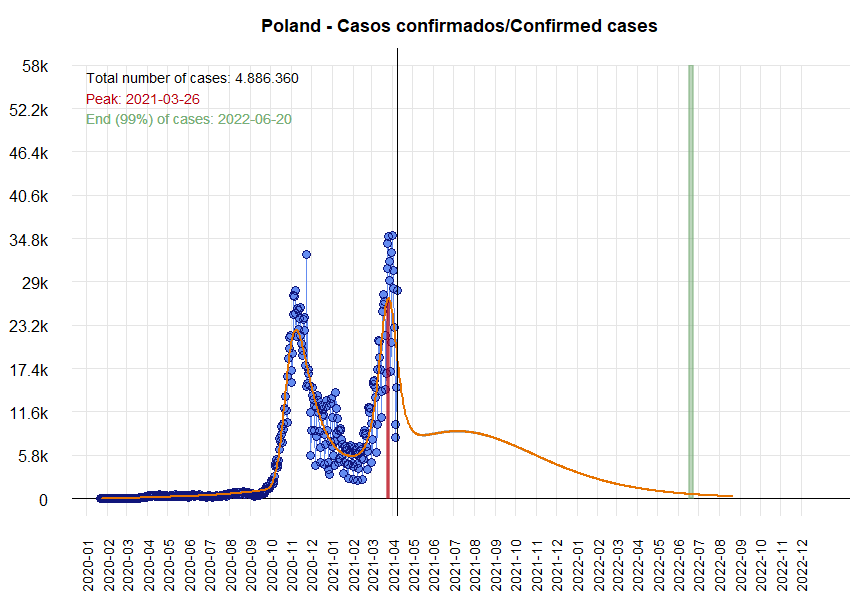 Poland - Casos confirmados/Confirmed cases
Total number of cases: 4.886.360
Peak: 2021-03-26
End (99%) of cases: 2022-06-20
58k
52.2k
46.4k
40.6k
34.8k
29k
23.2k
17.4k
11.6k
5.8k
0
2020-01
2020-02
2020-03
2020-04
2020-05
2020-06
2020-07
2020-08
2020-09
2020-10
2020-11
2020-12
2021-01
2021-02
2021-03
2021-04
2021-05
2021-06
2021-07
2021-08
2021-09
2021-10
2021-11
2021-12
2022-01
2022-02
2022-03
2022-04
2022-05
2022-06
2022-07
2022-08
2022-09
2022-10
2022-11
2022-12